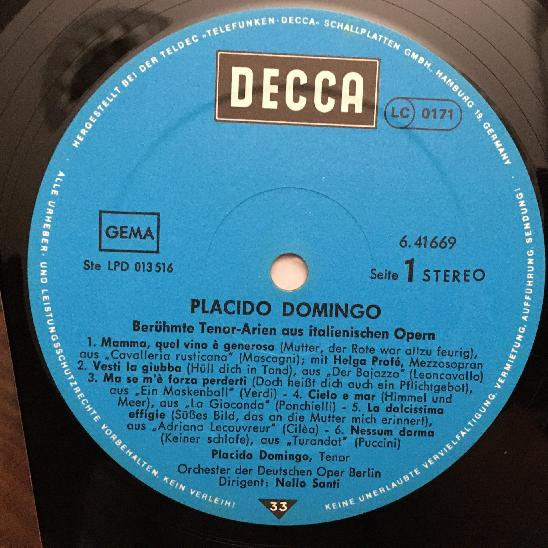 HERGESTELLT BEI DER TELDEC »TELEFUNKEN-DECCA« SCHALLPLATTEN GMBH., HAMBURG 19, GERMANY ·
DECCA
LC 0171
GEMA
Ste LPD 013516
6.41669
Seite 1 STEREO
PLACIDO DOMINGO
Berühmte Tenor-Arien aus italienischen Opern
1. Mamma, quel vino è generoso (Mutter, der Rote war allzu feurig),
aus „Cavalleria rusticana" (Mascagni); mit Helga Profé, Mezzosopran
2. Vesti la giubba (Hüll dich in Tand), aus „Der Bajazzo" (Leoncavallo)
3. Ma se m'è forza perderti (Doch heißt dich auch ein Pflichtgebot),
aus „Ein Maskenball" (Verdi) - 4. Cielo e mar (Himmel und
Meer), aus „La Gioconda" (Ponchielli) - 5. La dolcissima
effigie (Süßes Bild, das an die Mutter mich erinnert),
aus „Adriana Lecouvreur" (Cilèa) - 6. Nessun dorma
(Keiner schlafe), aus „Turandot" (Puccini)
Placido Domingo, Tenor
Orchester der Deutschen Oper Berlin
Dirigent: Nello Santi
33
ALLE URHEBER- UND LEISTUNGSSCHUTZRECHTE VORBEHALTEN. KEIN VERLEIH!
KEINE UNERLAUBTE VERVIELFÄLTIGUNG, VERMIETUNG, AUFFÜHRUNG, SENDUNG!